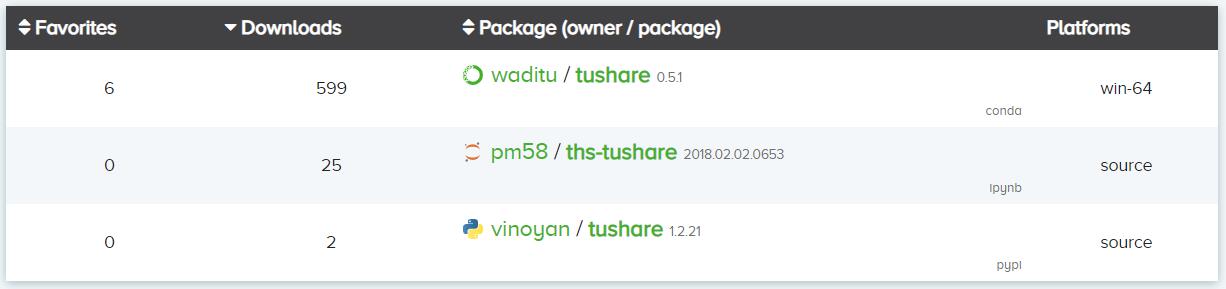 Favorites Downloads Package (owner / package) Platforms
6 599 waditu / tushare 0.5.1 win-64
conda
0 25 pm58 / ths-tushare 2018.02.02.0653 source
ipynb
0 2 vinoyan / tushare 1.2.21 source
pypi